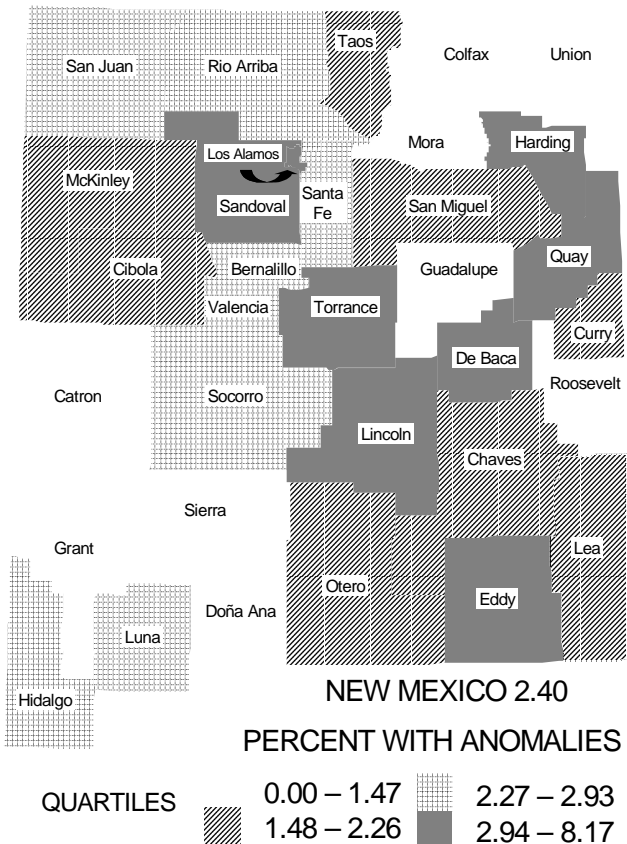 Taos
Colfax
Union
San Juan
Rio Arriba
Mora
Harding
Los Alamos
McKinley
Santa
Fe
Sandoval
San Miguel
Quay
Cibola
Bernalillo
Guadalupe
Valencia
Torrance
Curry
De Baca
Roosevelt
Catron
Socorro
Lincoln
Chaves
Sierra
Grant
Lea
Otero
Doña Ana
Eddy
Luna
Hidalgo
NEW MEXICO 2.40
PERCENT WITH ANOMALIES
QUARTILES
0.00 – 1.47
2.27 – 2.93
1.48 – 2.26
2.94 – 8.17